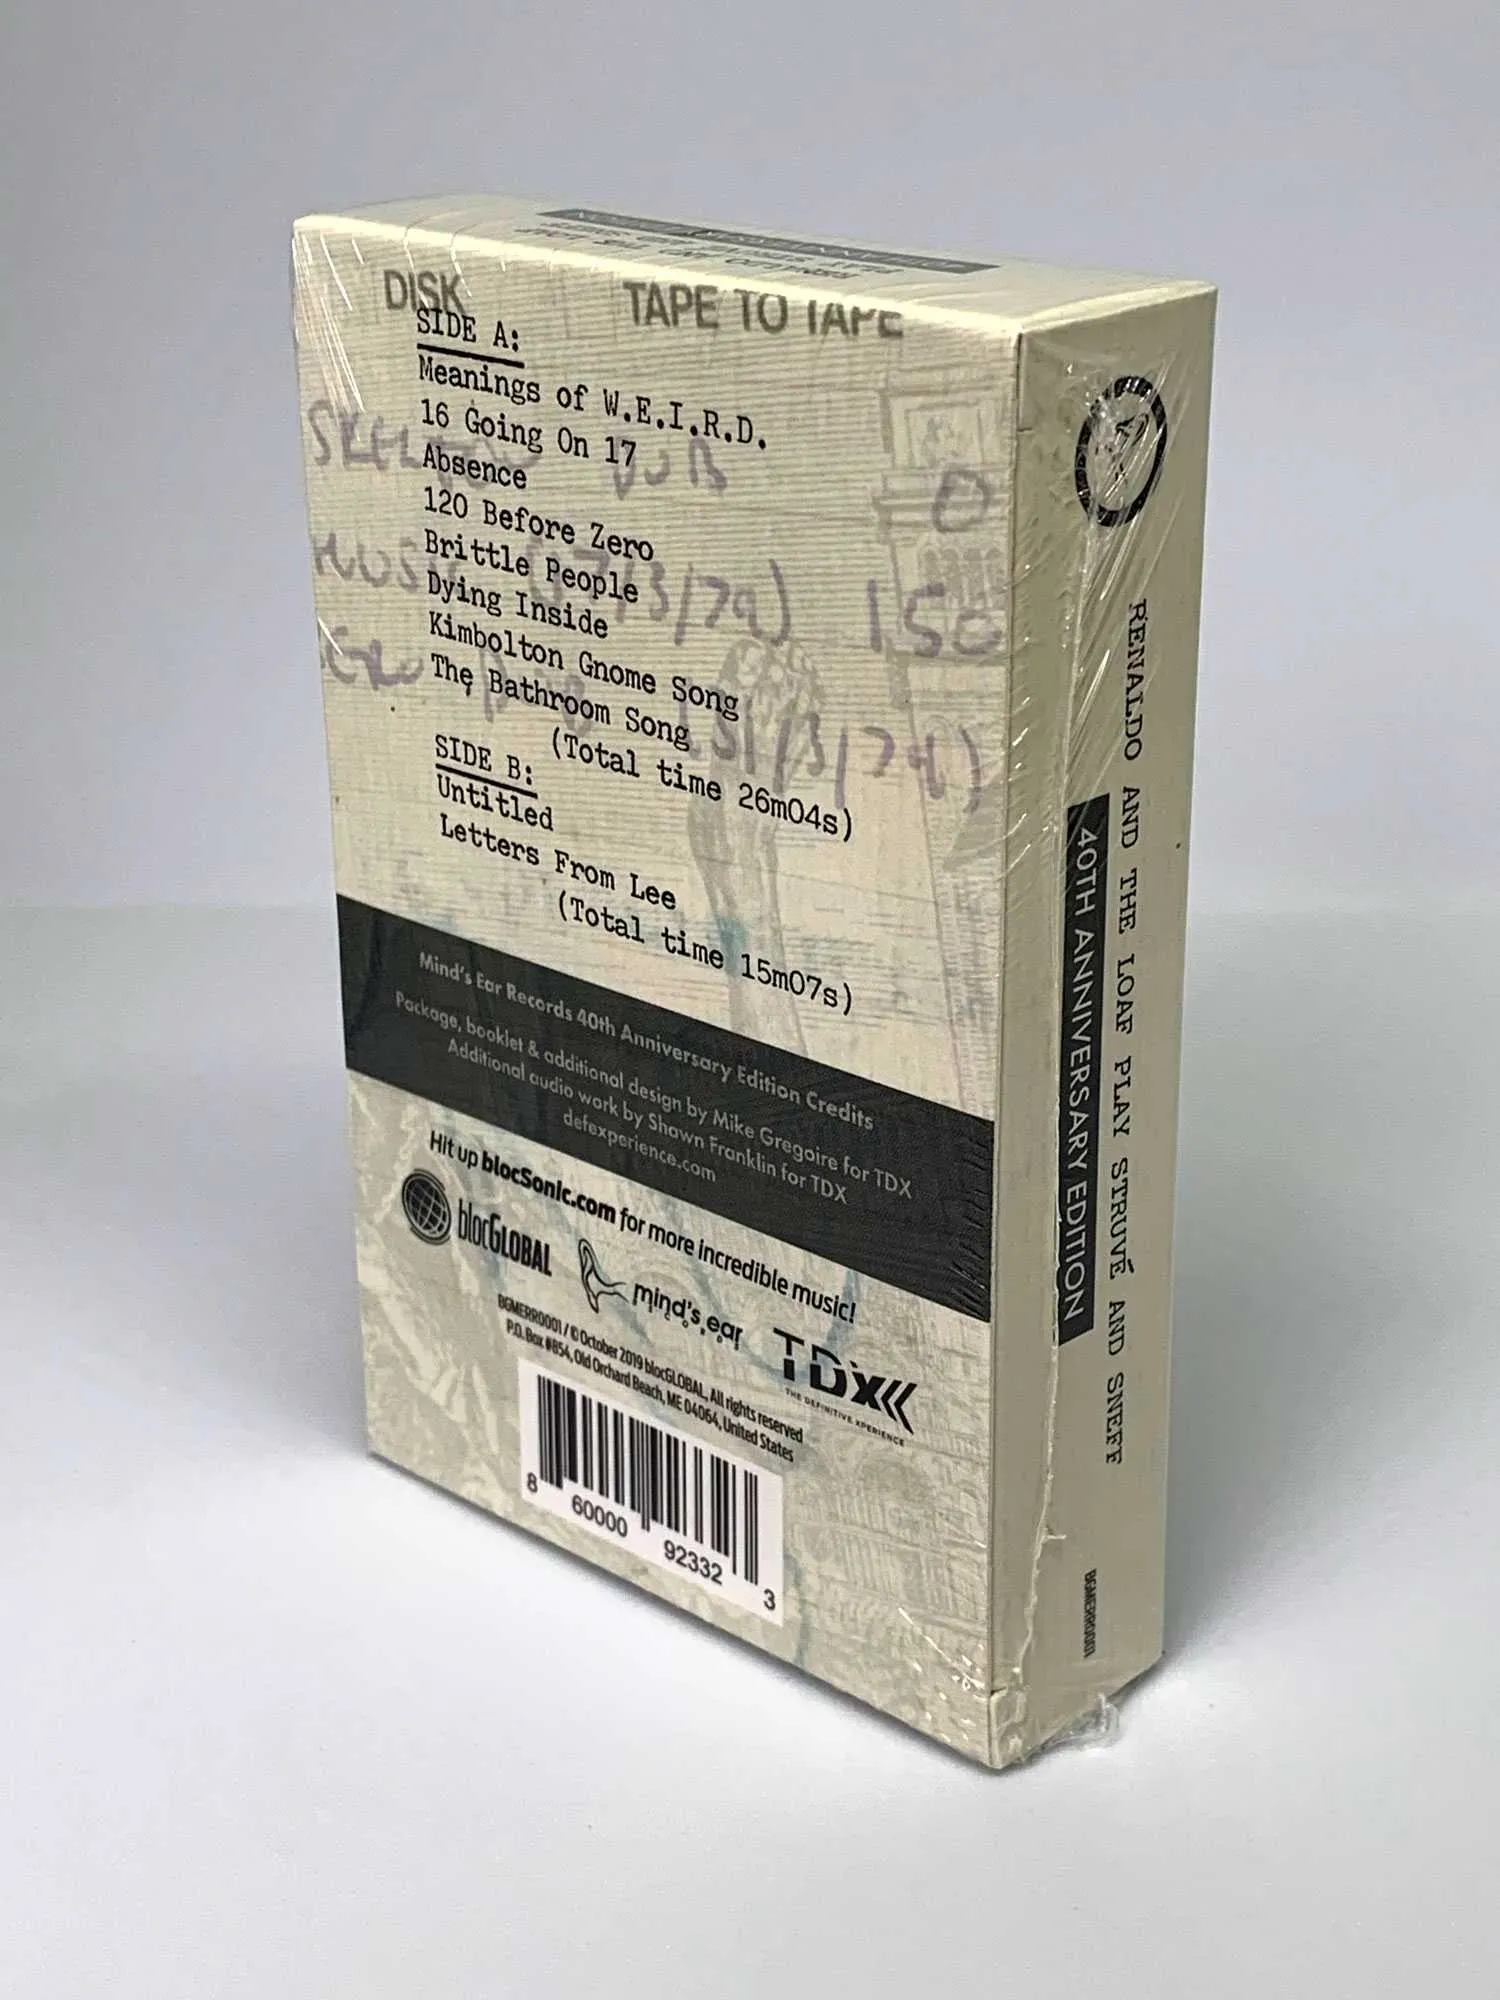 DISK TAPE TO TAPE
SIDE A:
Meanings of W.E.I.R.D.
16 Going On 17
Absence
120 Before Zero
Brittle People
Dying Inside
Kimbolton Gnome Song
The Bathroom Song
(Total time 26m04s)
SIDE B:
Untitled
Letters From Lee
(Total time 15m07s)
Mind's Ear Records 40th Anniversary Edition Credits
Package, booklet & additional design by Mike Gregoire for TDX
Additional audio work by Shawn Franklin for TDX
defexperience.com
Hit up blocSonic.com for more incredible music!
blocGLOBAL
mind's ear
TDX
THE DEFINITIVE XPERIENCE
BGMERR0001 / © October 2019 blocGLOBAL, All rights reserved
P.O. Box #854, Old Orchard Beach, ME 04064, United States
8 60000 92332 3
RENALDO AND THE LOAF PLAY STRUVÉ AND SNEFF
40TH ANNIVERSARY EDITION
BGMERR0001